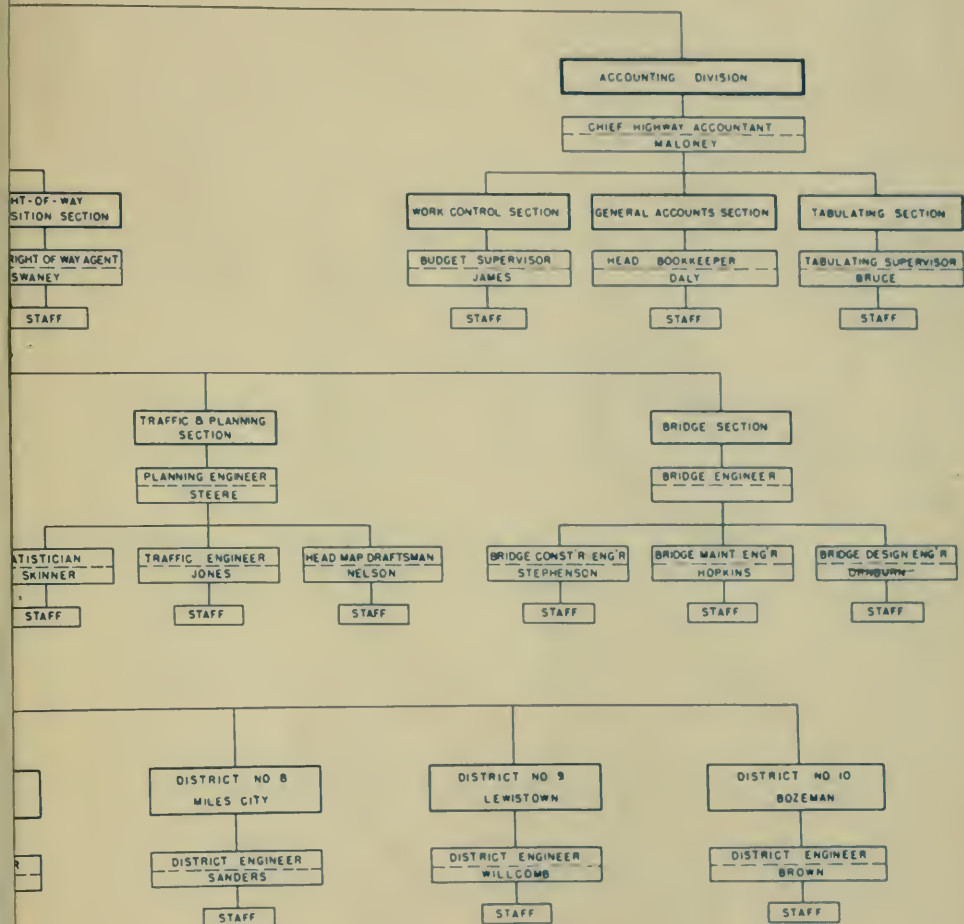 ACCOUNTING DIVISION
CHIEF HIGHWAY ACCOUNTANT
MALONEY
HT-OF-WAY
SITION SECTION
WORK CONTROL SECTION
GENERAL ACCOUNTS SECTION
TABULATING SECTION
RIGHT OF WAY AGENT
SWANEY
BUDGET SUPERVISOR
JAMES
HEAD BOOKKEEPER
DALY
TABULATING SUPERVISOR
BRUCE
STAFF
STAFF
STAFF
STAFF
TRAFFIC & PLANNING
SECTION
BRIDGE SECTION
PLANNING ENGINEER
STEERE
BRIDGE ENGINEER
ATISTICIAN
SKINNER
TRAFFIC ENGINEER
JONES
HEAD MAP DRAFTSMAN
NELSON
BRIDGE CONST'R ENG'R
STEPHENSON
BRIDGE MAINT ENG'R
HOPKINS
BRIDGE DESIGN ENG'R
STAFF
STAFF
STAFF
STAFF
STAFF
STAFF
DISTRICT NO 8
MILES CITY
DISTRICT NO 9
LEWISTOWN
DISTRICT NO 10
BOZEMAN
R
DISTRICT ENGINEER
SANDERS
DISTRICT ENGINEER
WILLCOMB
DISTRICT ENGINEER
BROWN
STAFF
STAFF
STAFF